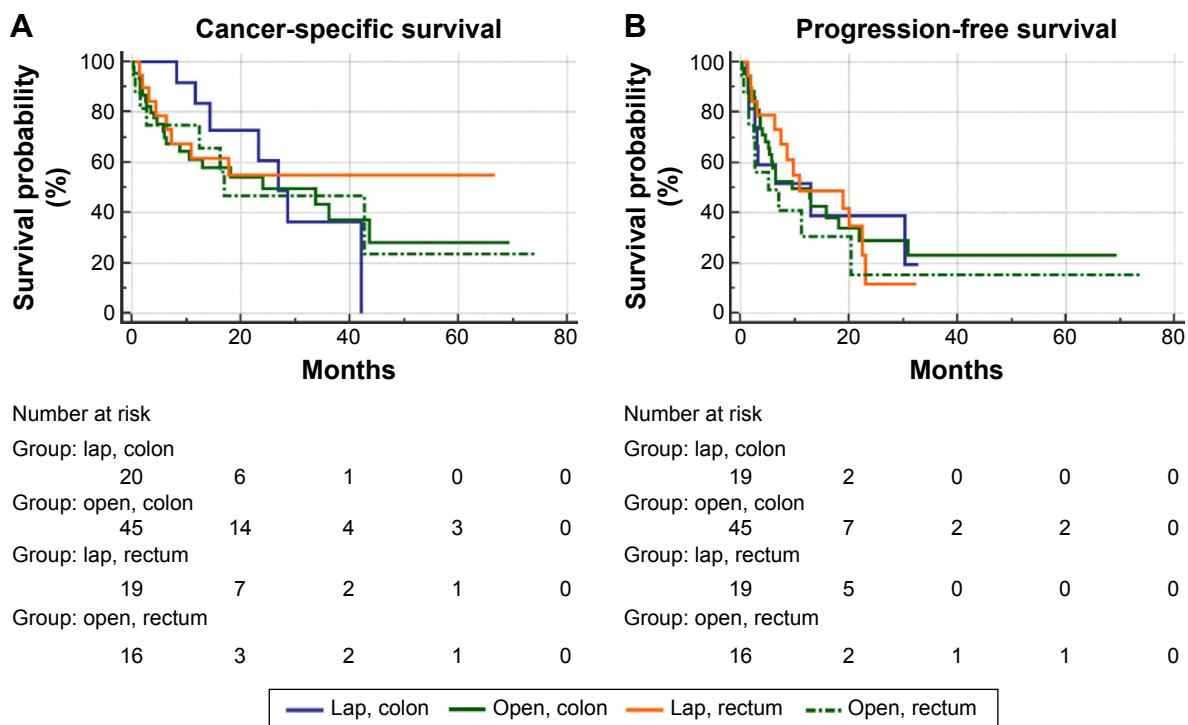 A Cancer-specific survival
Survival probability
(%)
100
80
60
40
20
0
0 20 40 60 80
Months
Number at risk
Group: lap, colon
20 6 1 0 0
Group: open, colon
45 14 4 3 0
Group: lap, rectum
19 7 2 1 0
Group: open, rectum
16 3 2 1 0
B Progression-free survival
Survival probability
(%)
100
80
60
40
20
0
0 20 40 60 80
Months
Number at risk
Group: lap, colon
19 2 0 0 0
Group: open, colon
45 7 2 2 0
Group: lap, rectum
19 5 0 0 0
Group: open, rectum
16 2 1 1 0
Lap, colon Open, colon Lap, rectum Open, rectum